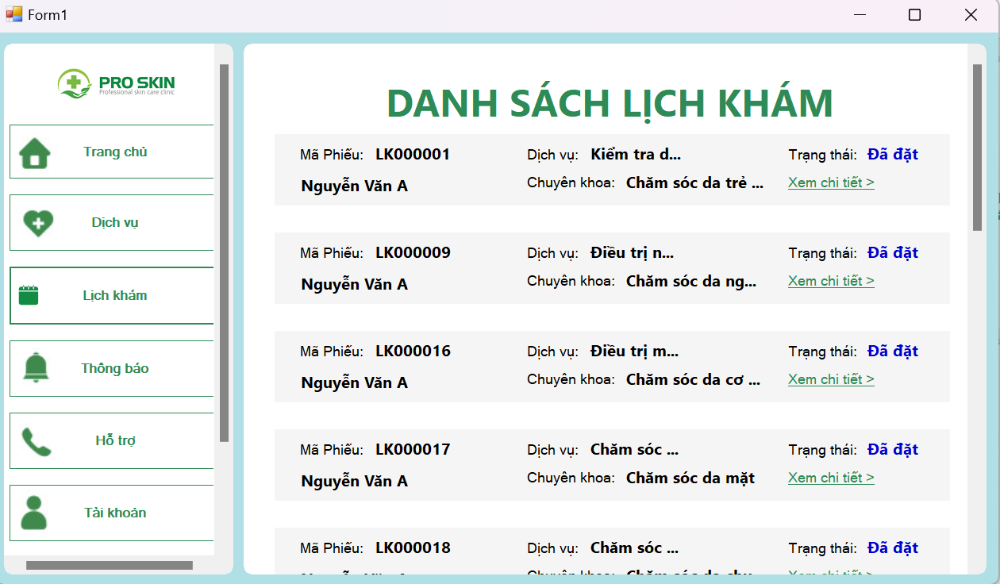 Form1
PRO SKIN
Professional skin care clinic
Trang chủ
Dịch vụ
Lịch khám
Thông báo
Hỗ trợ
Tài khoản
DANH SÁCH LỊCH KHÁM
Mã Phiếu: LK000001 Dịch vụ: Kiểm tra d... Trạng thái: Đã đặt
Nguyễn Văn A Chuyên khoa: Chăm sóc da trẻ ... Xem chi tiết >
Mã Phiếu: LK000009 Dịch vụ: Điều trị n... Trạng thái: Đã đặt
Nguyễn Văn A Chuyên khoa: Chăm sóc da ng... Xem chi tiết >
Mã Phiếu: LK000016 Dịch vụ: Điều trị m... Trạng thái: Đã đặt
Nguyễn Văn A Chuyên khoa: Chăm sóc da cơ ... Xem chi tiết >
Mã Phiếu: LK000017 Dịch vụ: Chăm sóc ... Trạng thái: Đã đặt
Nguyễn Văn A Chuyên khoa: Chăm sóc da mặt Xem chi tiết >
Mã Phiếu: LK000018 Dịch vụ: Chăm sóc ... Trạng thái: Đã đặt